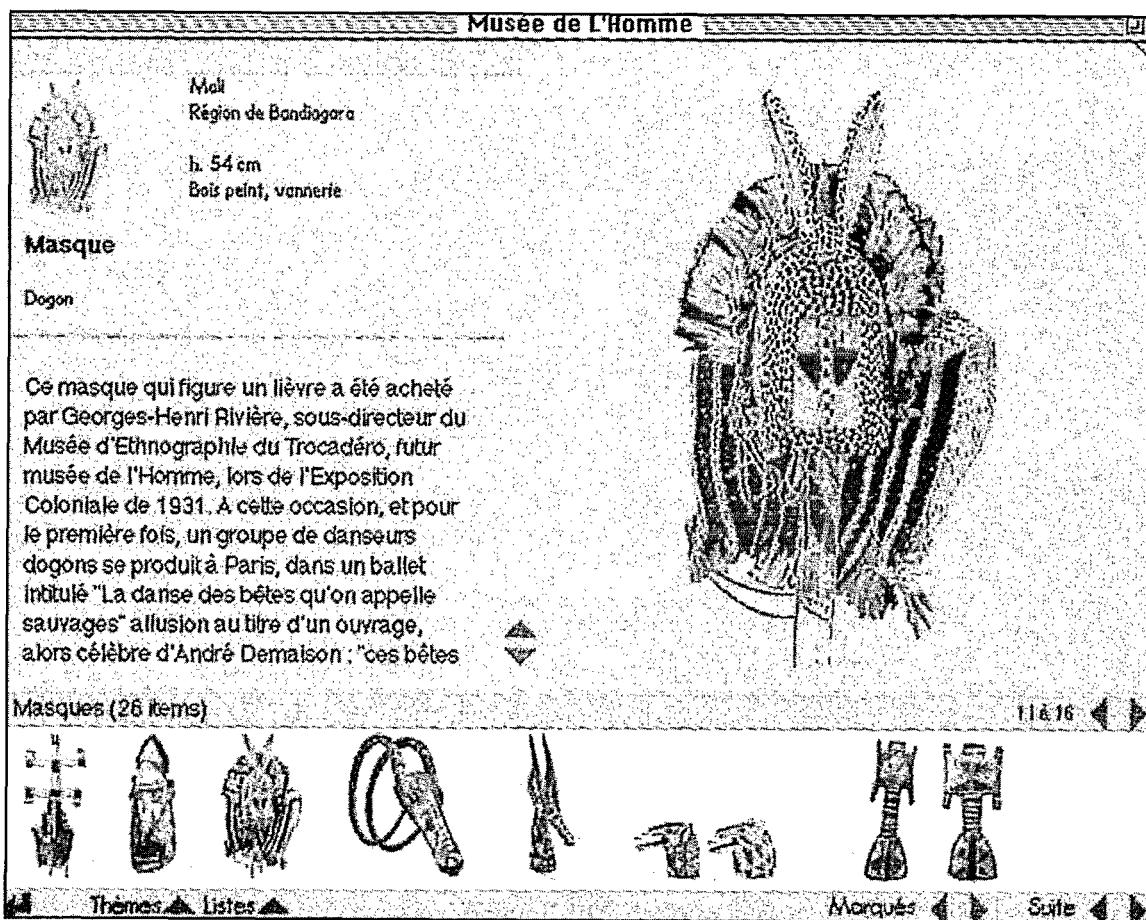 Musée de L'Homme
Mali
Région de Bandiagara
h. 54 cm
Bois peint, vannerie
Masque
Dogon
Ce masque qui figure un lièvre a été acheté
par Georges-Henri Rivière, sous-directeur du
Musée d'Ethnographie du Trocadéro, futur
musée de l'Homme, lors de l'Exposition
Coloniale de 1931. A cette occasion, et pour
le première fois, un groupe de danseurs
dogons se produit à Paris, dans un ballet
intitulé "La danse des bêtes qu'on appelle
sauvages" allusion au titre d'un ouvrage,
alors célèbre d'André Demaison : "ces bêtes
Masques (26 items)
11 à 16
Thèmes Listes
Marqués Suite